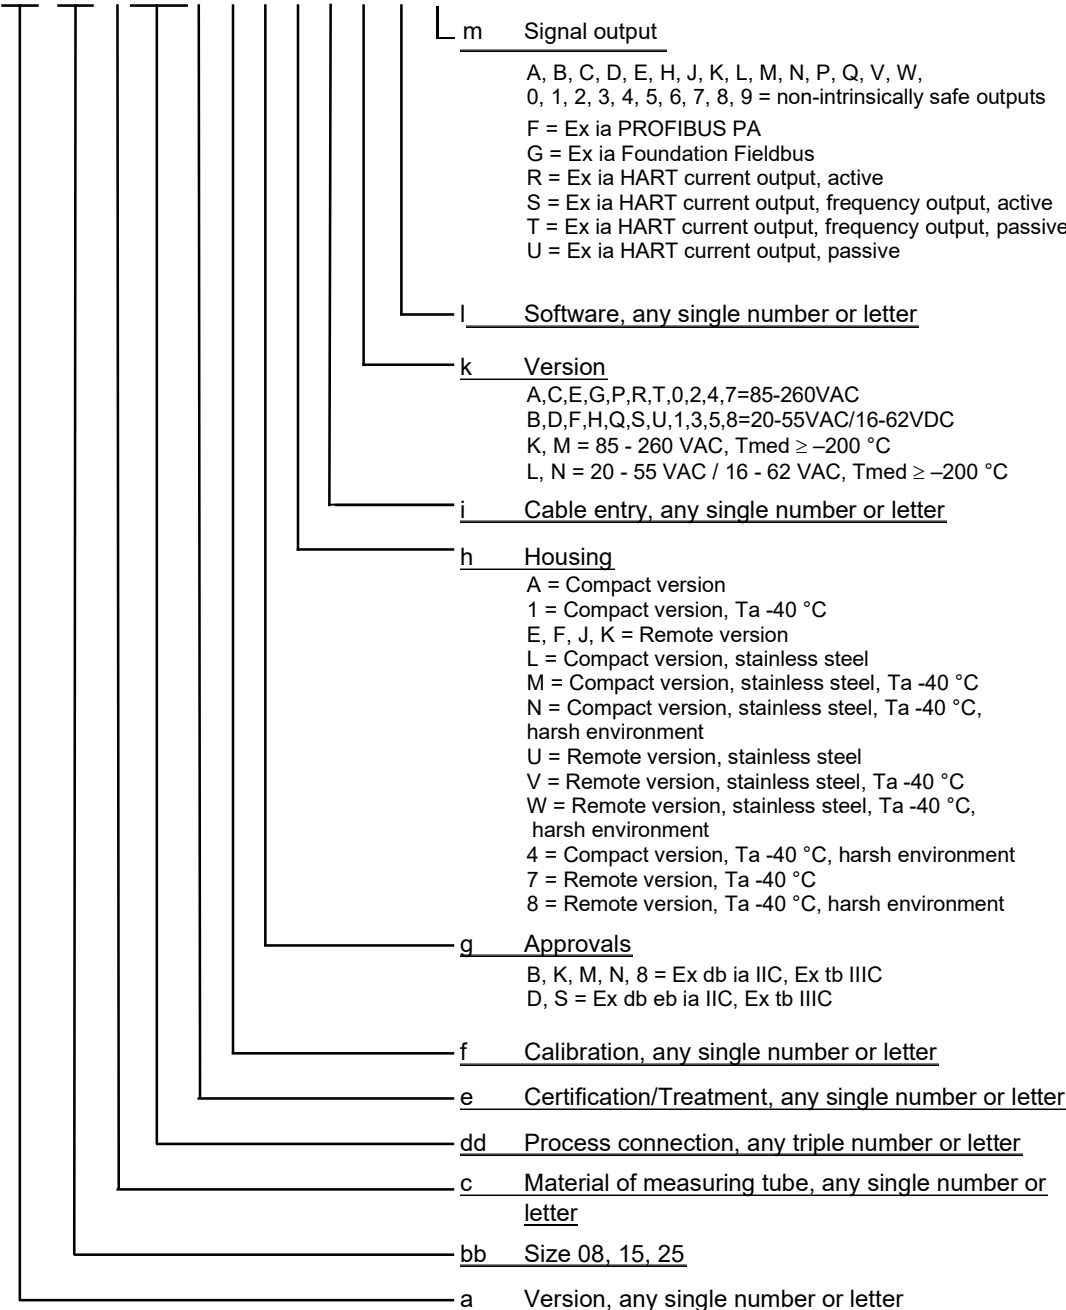 m Signal output
A, B, C, D, E, H, J, K, L, M, N, P, Q, V, W,
0, 1, 2, 3, 4, 5, 6, 7, 8, 9 = non-intrinsically safe outputs
F = Ex ia PROFIBUS PA
G = Ex ia Foundation Fieldbus
R = Ex ia HART current output, active
S = Ex ia HART current output, frequency output, active
T = Ex ia HART current output, frequency output, passive
U = Ex ia HART current output, passive
l Software, any single number or letter
k Version
A,C,E,G,P,R,T,0,2,4,7=85-260VAC
B,D,F,H,Q,S,U,1,3,5,8=20-55VAC/16-62VDC
K, M = 85 - 260 VAC, Tmed ≥ –200 °C
L, N = 20 - 55 VAC / 16 - 62 VAC, Tmed ≥ –200 °C
i Cable entry, any single number or letter
h Housing
A = Compact version
1 = Compact version, Ta -40 °C
E, F, J, K = Remote version
L = Compact version, stainless steel
M = Compact version, stainless steel, Ta -40 °C
N = Compact version, stainless steel, Ta -40 °C,
harsh environment
U = Remote version, stainless steel
V = Remote version, stainless steel, Ta -40 °C
W = Remote version, stainless steel, Ta -40 °C,
harsh environment
4 = Compact version, Ta -40 °C, harsh environment
7 = Remote version, Ta -40 °C
8 = Remote version, Ta -40 °C, harsh environment
g Approvals
B, K, M, N, 8 = Ex db ia IIC, Ex tb IIIC
D, S = Ex db eb ia IIC, Ex tb IIIC
f Calibration, any single number or letter
e Certification/Treatment, any single number or letter
dd Process connection, any triple number or letter
c Material of measuring tube, any single number or
letter
bb Size 08, 15, 25
a Version, any single number or letter